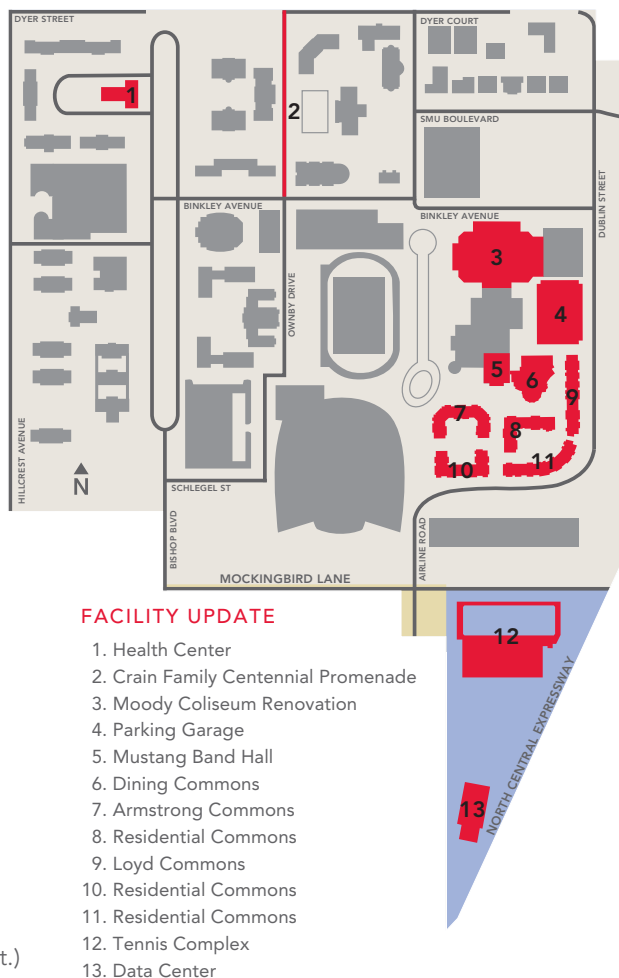 DYER STREET
DYER COURT
1
2
SMU BOULEVARD
DUBLIN STREET
BINKLEY AVENUE
BINKLEY AVENUE
3
4
OWNBY DRIVE
5
6
9
7
8
HILLCREST AVENUE
N
10
11
SCHLEGEL ST
BISHOP BLVD
AIRLINE ROAD
MOCKINGBIRD LANE
12
NORTH CENTRAL EXPRESSWAY
13
FACILITY UPDATE
1. Health Center
2. Crain Family Centennial Promenade
3. Moody Coliseum Renovation
4. Parking Garage
5. Mustang Band Hall
6. Dining Commons
7. Armstrong Commons
8. Residential Commons
9. Loyd Commons
10. Residential Commons
11. Residential Commons
12. Tennis Complex
t.)
13. Data Center